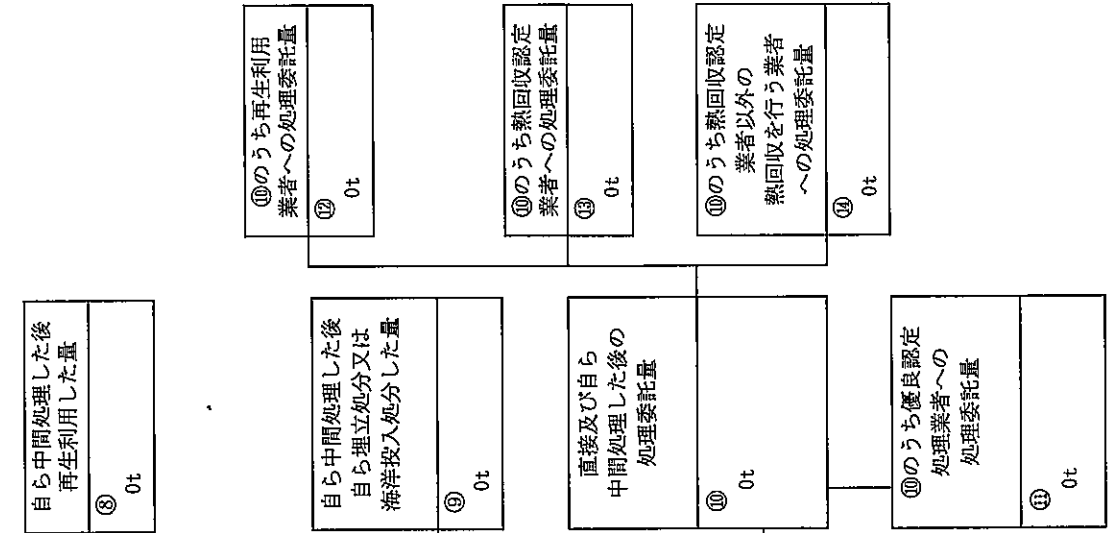 自ら中間処理した後
再生利用した量
⑧
0t
自ら中間処理した後
自ら埋立処分又は
海洋投入処分した量
⑨
0t
直接及び自ら
中間処理した後の
処理委託量
⑩
0t
⑩のうち優良認定
処理業者への
処理委託量
⑪
0t
⑩のうち再生利用
業者への処理委託量
⑫
0t
⑩のうち熱回収認定
業者への処理委託量
⑬
0t
⑩のうち熱回収認定
業者以外の
熱回収を行う業者
への処理委託量
⑭
0t